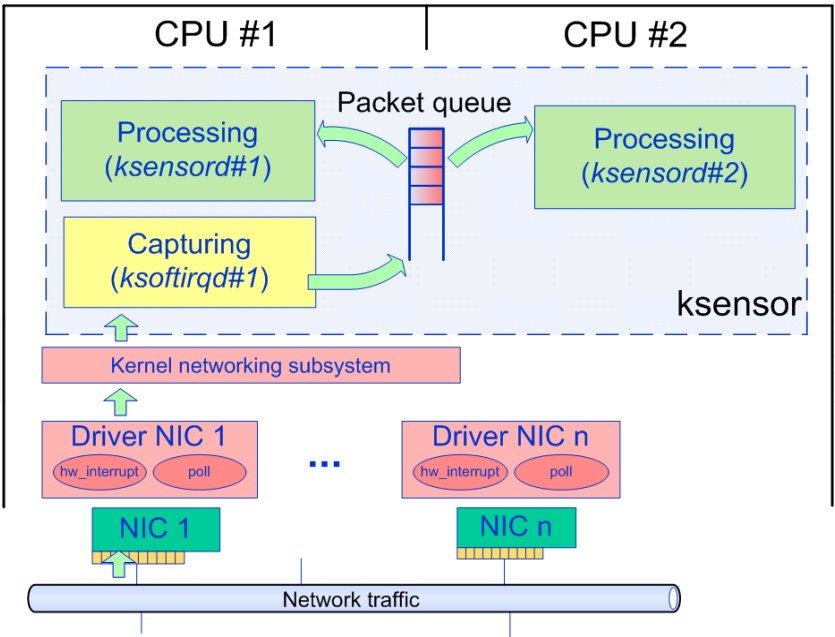 CPU #1
CPU #2
Packet queue
Processing
(ksensord#1)
Processing
(ksensord#2)
Capturing
(ksoftirqd#1)
ksensor
Kernel networking subsystem
Driver NIC 1
hw_interrupt
poll
...
Driver NIC n
hw_interrupt
poll
NIC 1
NIC n
Network traffic